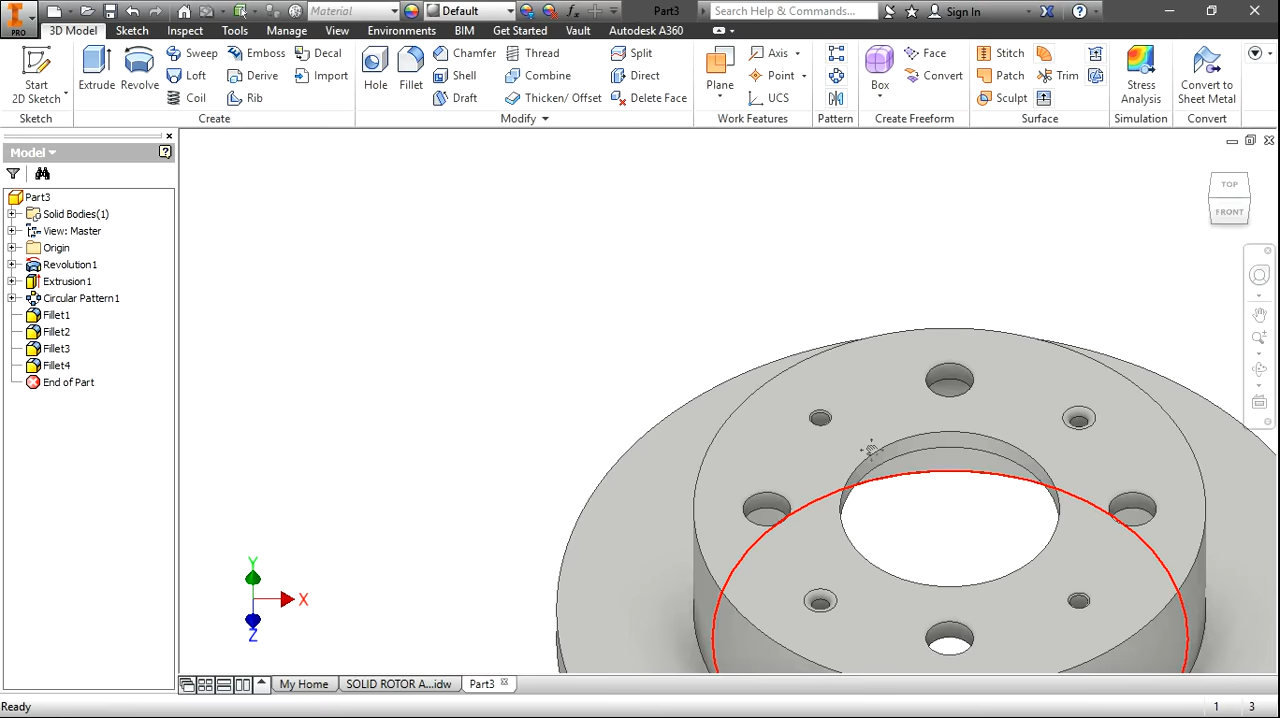 PRO
Material
Default
fx
Part3
Search Help & Commands...
Sign In
3D Model
Sketch
Inspect
Tools
Manage
View
Environments
BIM
Get Started
Vault
Autodesk A360
Start
2D Sketch
Sketch
Extrude
Revolve
Sweep
Loft
Coil
Emboss
Derive
Rib
Decal
Import
Create
Hole
Fillet
Chamfer
Shell
Draft
Thread
Combine
Thicken/ Offset
Split
Direct
Delete Face
Modify
Plane
Axis
Point
UCS
Work Features
Pattern
Box
Face
Convert
Create Freeform
Stitch
Patch
Sculpt
Trim
Surface
Stress
Analysis
Simulation
Convert to
Sheet Metal
Convert
Model
Part3
Solid Bodies(1)
View: Master
Origin
Revolution1
Extrusion1
Circular Pattern1
Fillet1
Fillet2
Fillet3
Fillet4
End of Part
TOP
FRONT
Y
X
Z
My Home
SOLID ROTOR A...idw
Part3
Ready
1
3